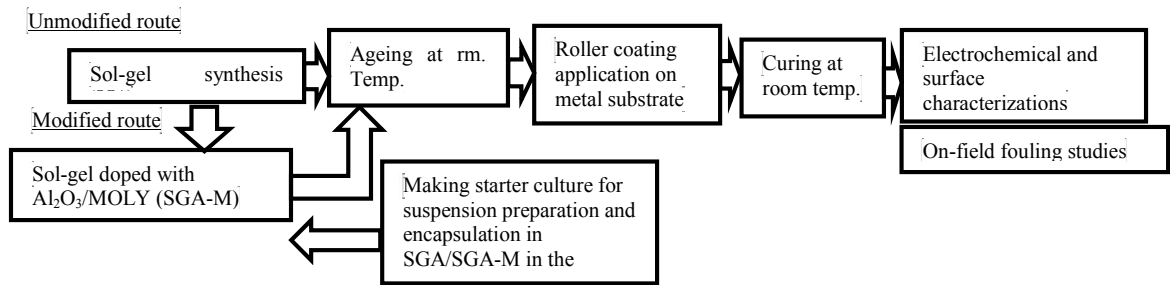 Unmodified route
Sol-gel synthesis
Ageing at rm.
Temp.
Roller coating
application on
metal substrate
Curing at
room temp.
Electrochemical and
surface
characterizations
On-field fouling studies
Modified route
Sol-gel doped with
Al₂O₃/MOLY (SGA-M)
Making starter culture for
suspension preparation and
encapsulation in
SGA/SGA-M in the